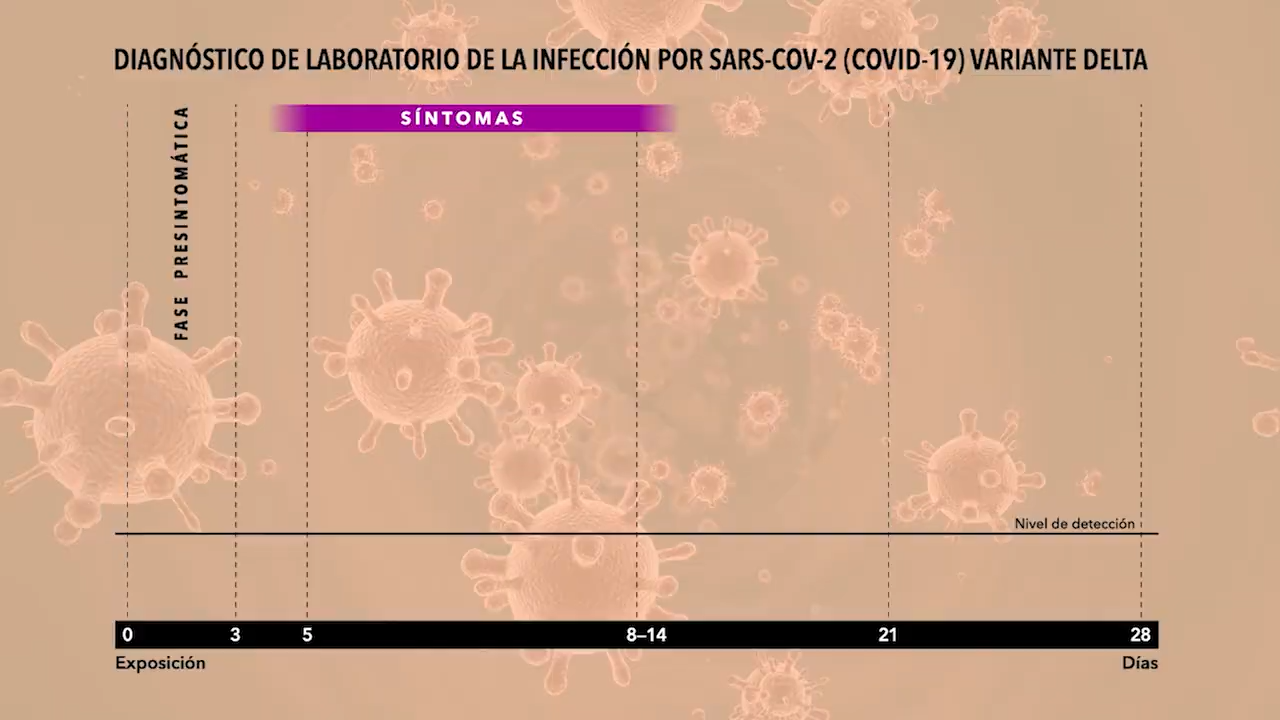 DIAGNÓSTICO DE LABORATORIO DE LA INFECCIÓN POR SARS-COV-2 (COVID-19) VARIANTE DELTA
SÍNTOMAS
FASE PRESINTOMÁTICA
Nivel de detección
0 3 5 8–14 21 28
Exposición Días